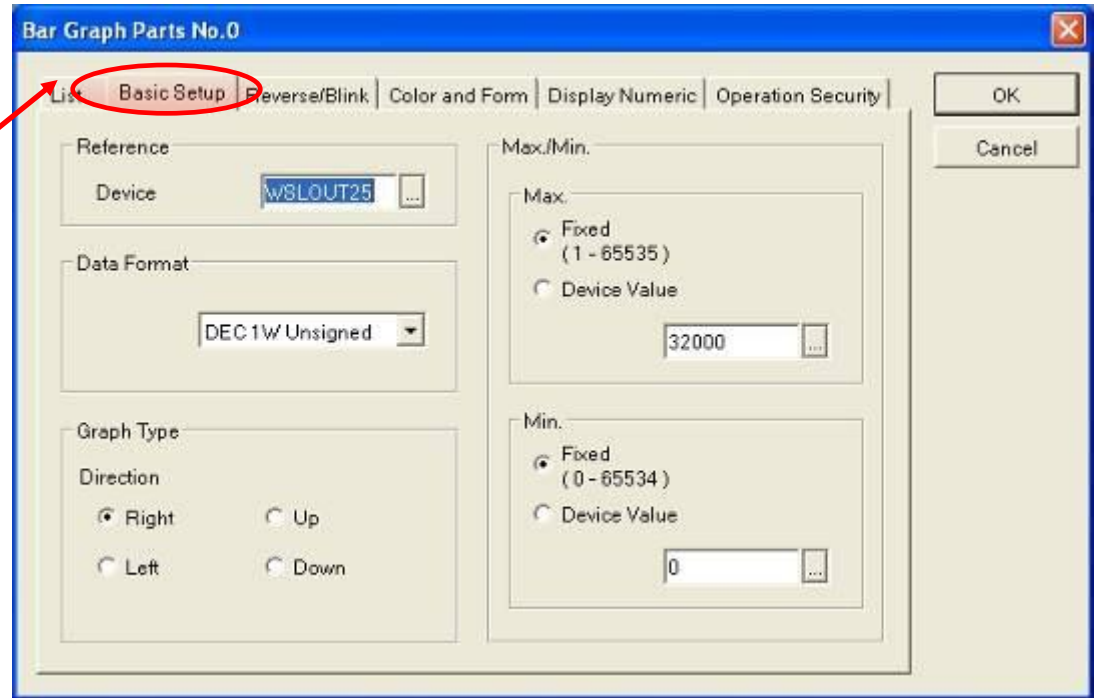 Bar Graph Parts No.0
List Basic Setup Reverse/Blink Color and Form Display Numeric Operation Security
OK
Cancel
Reference
Device WSLOUT25 ...
Data Format
DEC 1W Unsigned
Graph Type
Direction
Right Up
Left Down
Max./Min.
Max.
Fixed
( 1 - 65535 )
Device Value
32000 ...
Min.
Fixed
( 0 - 65534 )
Device Value
0 ...